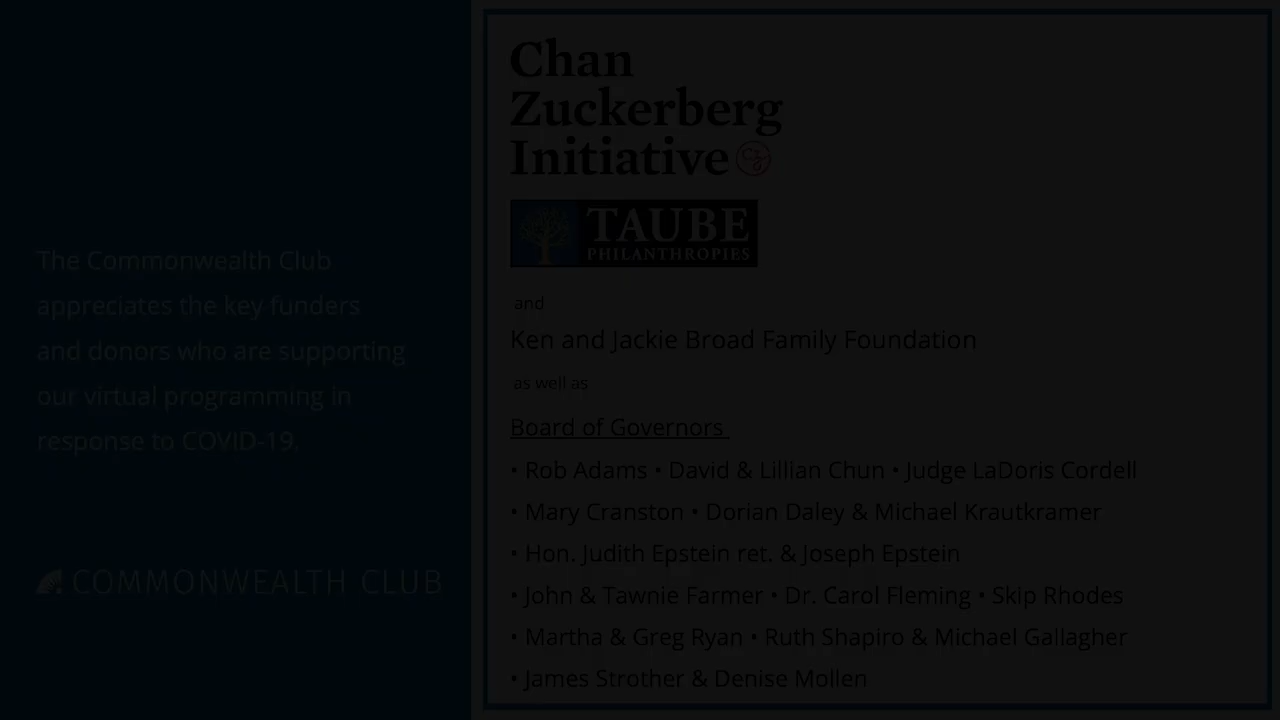 The Commonwealth Club
appreciates the key funders
and donors who are supporting
our virtual programming in
response to COVID-19.
COMMONWEALTH CLUB
Chan
Zuckerberg
Initiative
CZ
TAUBE
PHILANTHROPIES
and
Ken and Jackie Broad Family Foundation
as well as
Board of Governors
• Rob Adams • David & Lillian Chun • Judge LaDoris Cordell
• Mary Cranston • Dorian Daley & Michael Krautkramer
• Hon. Judith Epstein ret. & Joseph Epstein
• John & Tawnie Farmer • Dr. Carol Fleming • Skip Rhodes
• Martha & Greg Ryan • Ruth Shapiro & Michael Gallagher
• James Strother & Denise Mollen